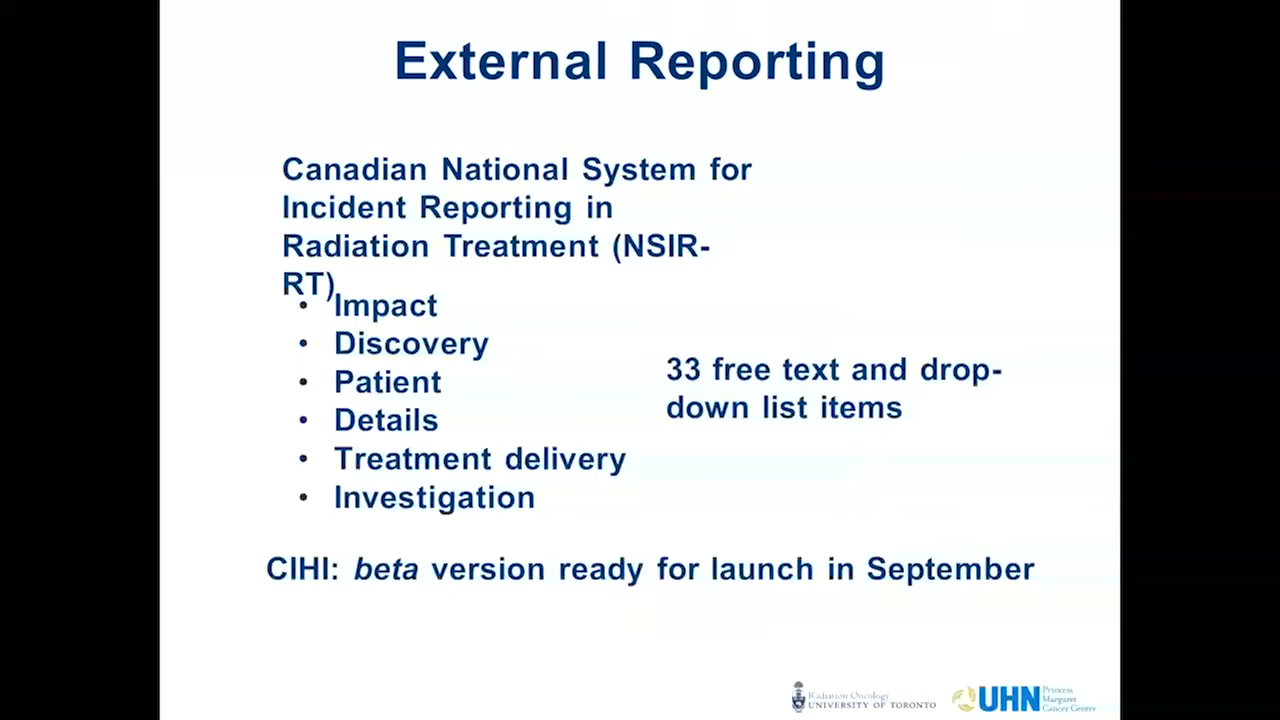 External Reporting
Canadian National System for
Incident Reporting in
Radiation Treatment (NSIR-
RT)
• Impact
• Discovery
• Patient
• Details
• Treatment delivery
• Investigation
33 free text and drop-
down list items
CIHI: beta version ready for launch in September
Radiation Oncology
UNIVERSITY OF TORONTO
UHN
Princess
Margaret
Cancer Centre